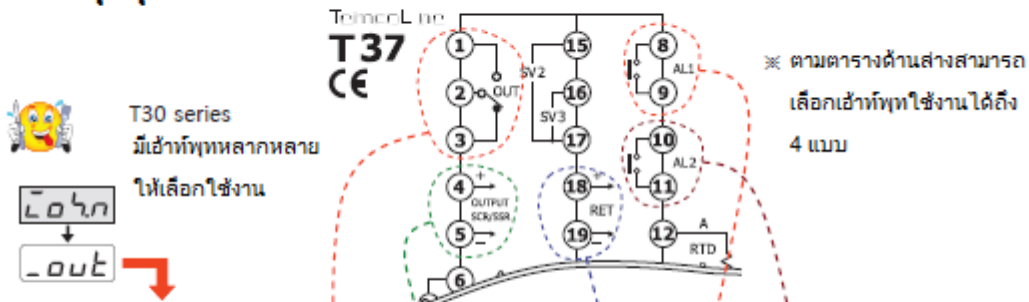 T37
CE
T30 series
มีเอ้าท์พุทหลากหลาย
ให้เลือกใช้งาน
_out
1
2
3
OUT
4
+
OUTPUT
SCR/SSR
5
−
6
15
SV2
16
SV3
17
18
+
RET
19
−
8
AL1
9
10
AL2
11
12
A
RTD
※ ตามตารางด้านล่างสามารถ
เลือกเอ้าท์พุทใช้งานได้ถึง
4 แบบ